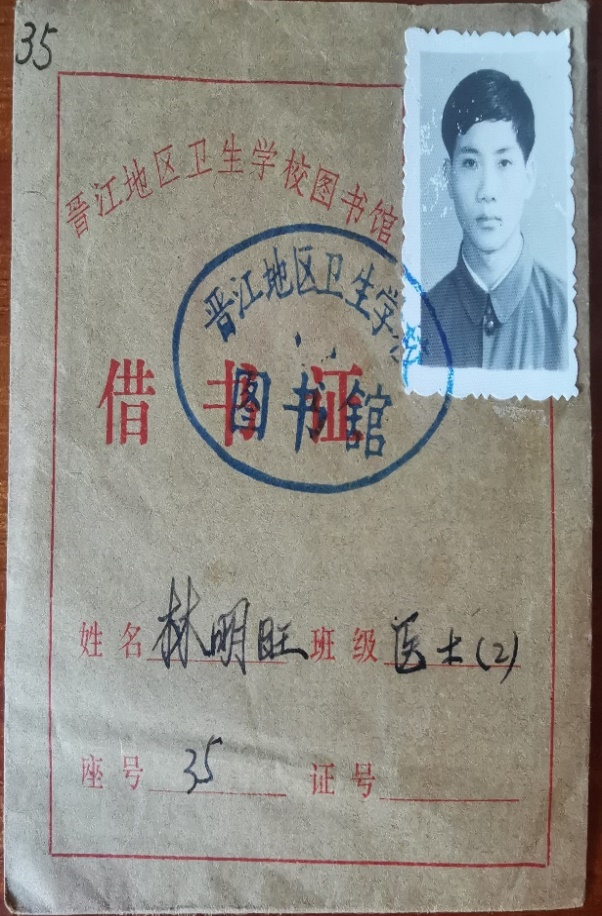 35
晋江地区卫生学校图书馆
晋江地区卫生学校
图书馆
借书证
姓名 林明旺 班级 医士(2)
座号 35 证号